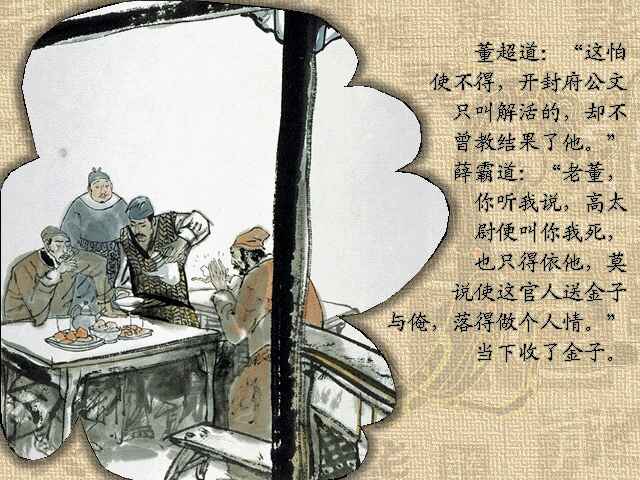 董超道：“这怕
使不得，开封府公文
只叫解活的，却不
曾教结果了他。”
薛霸道：“老董，
你听我说，高太
尉便叫你我死，
也只得依他，莫
说使这官人送金子
与俺，落得做个人情。”
当下收了金子。